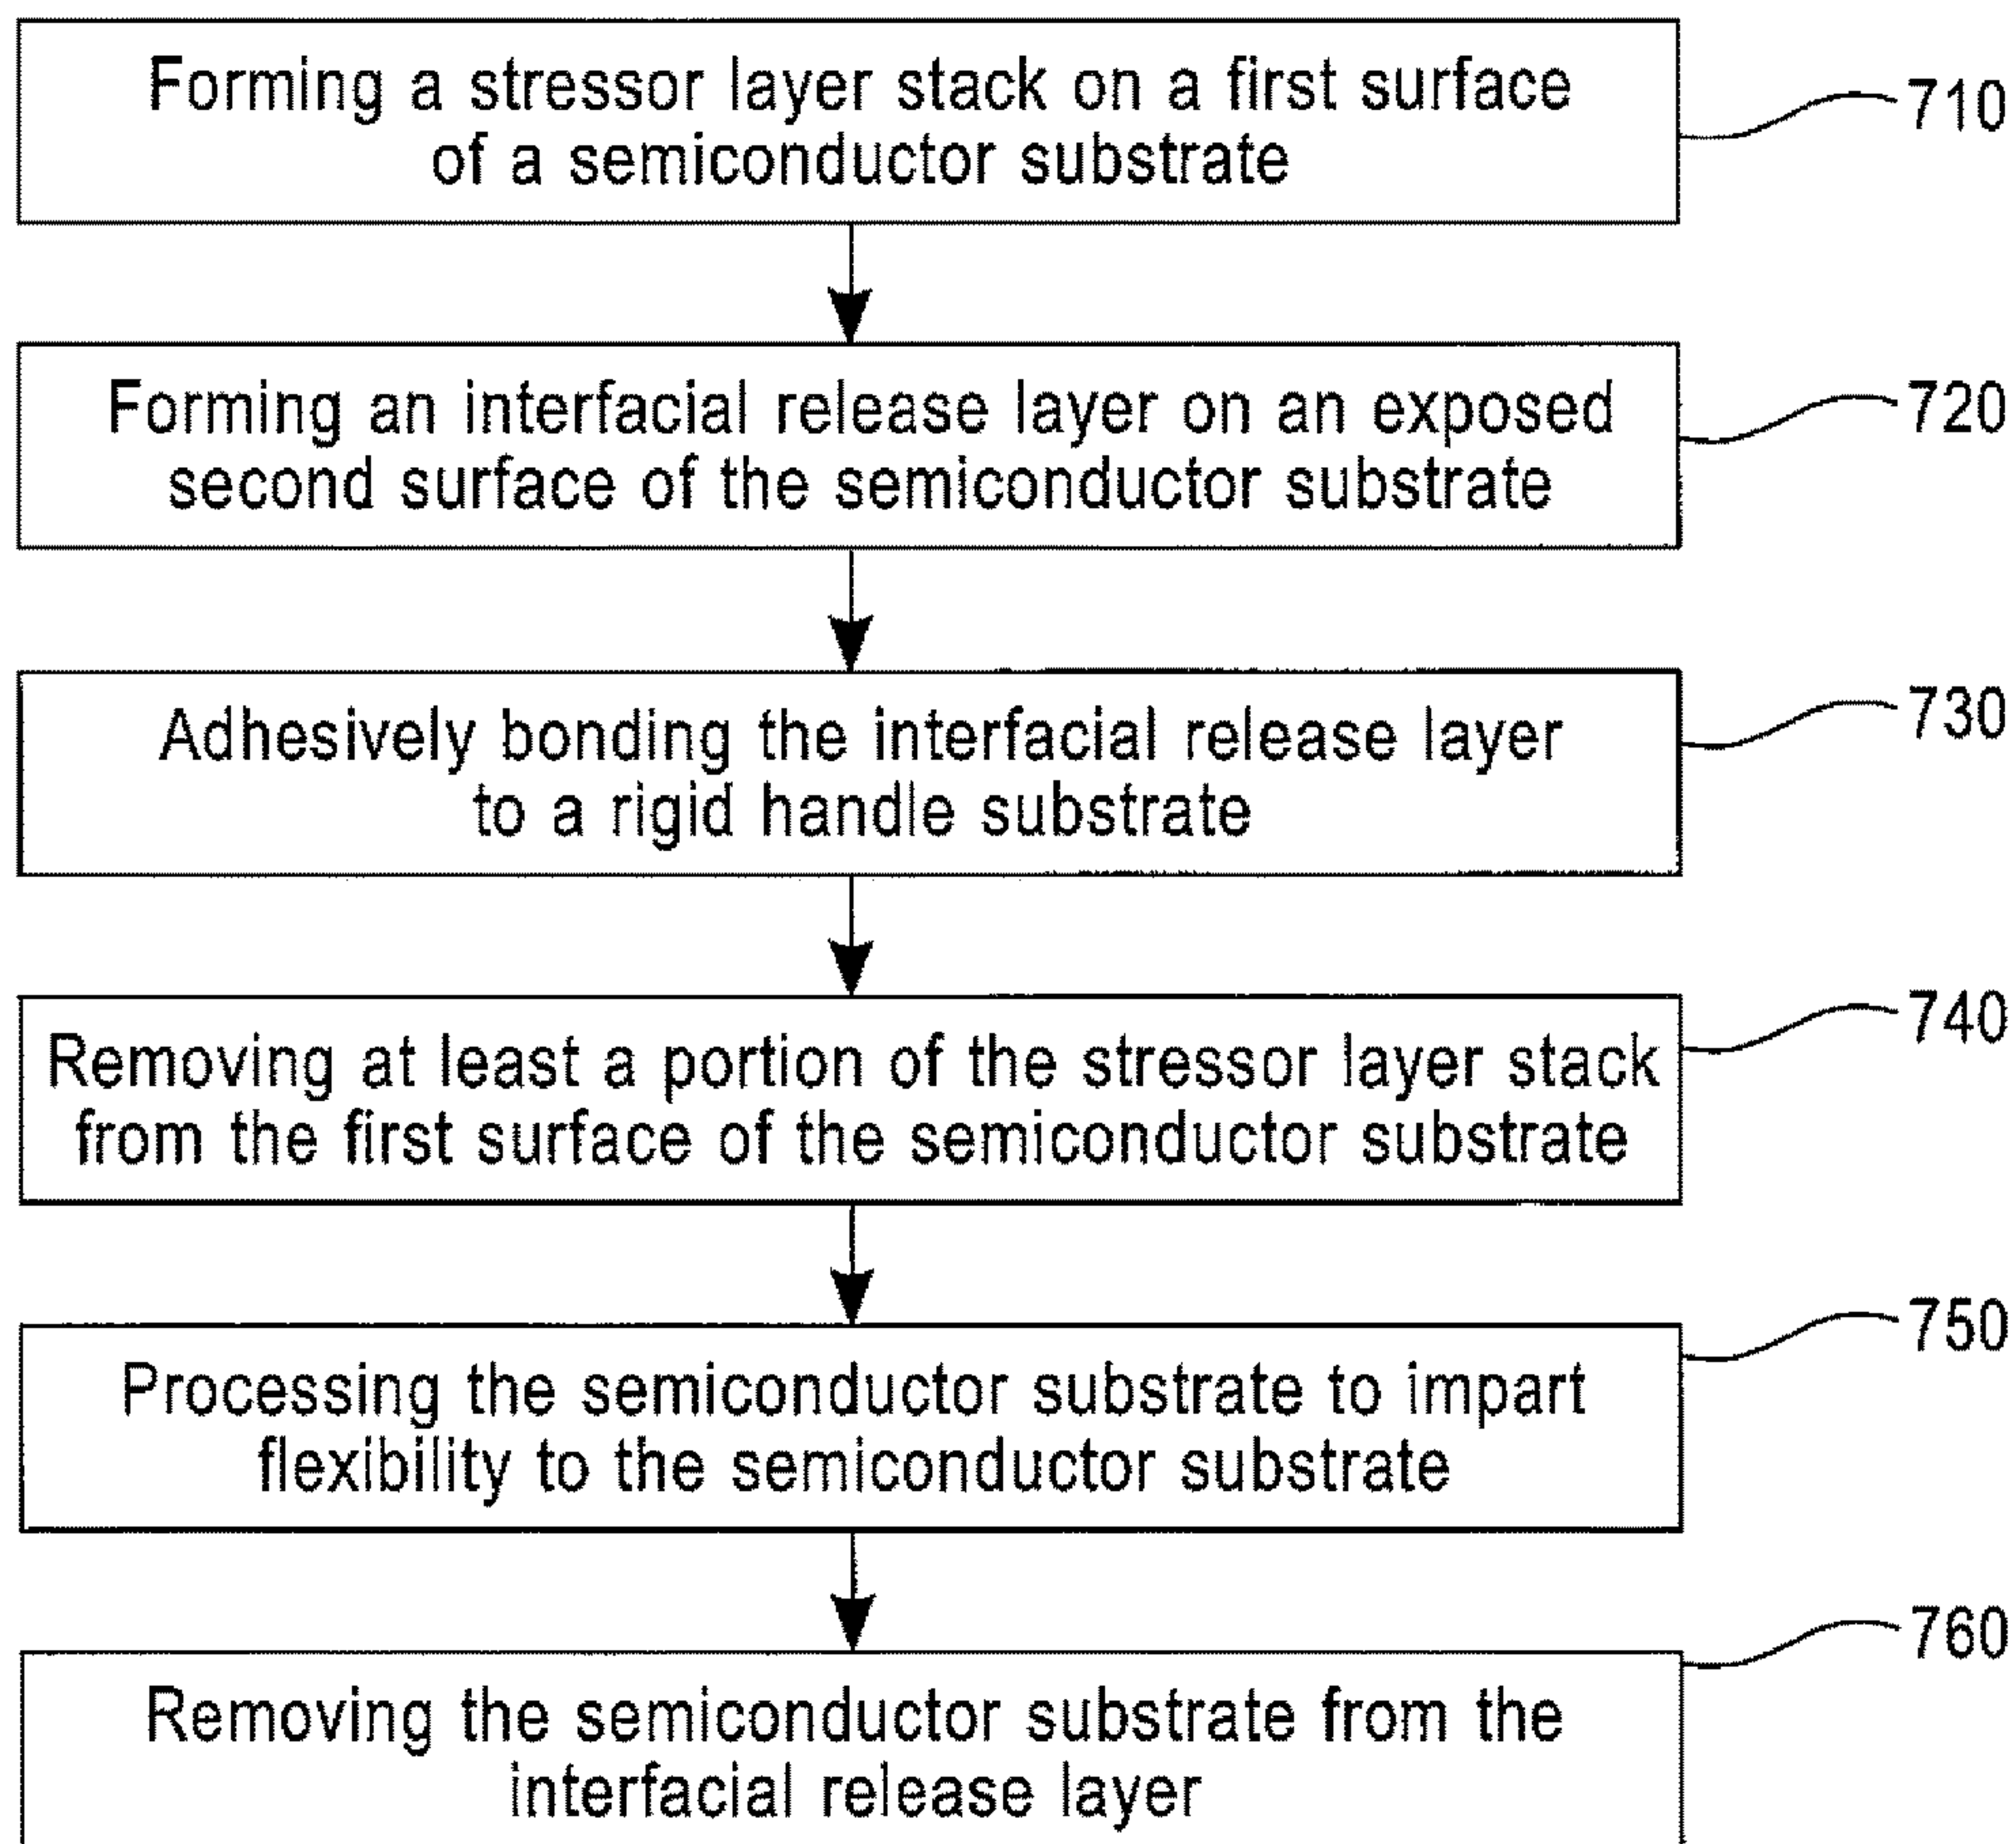 Forming a stressor layer stack on a first surface
of a semiconductor substrate
710
Forming an interfacial release layer on an exposed
second surface of the semiconductor substrate
720
Adhesively bonding the interfacial release layer
to a rigid handle substrate
730
Removing at least a portion of the stressor layer stack
from the first surface of the semiconductor substrate
740
Processing the semiconductor substrate to impart
flexibility to the semiconductor substrate
750
Removing the semiconductor substrate from the
interfacial release layer
760